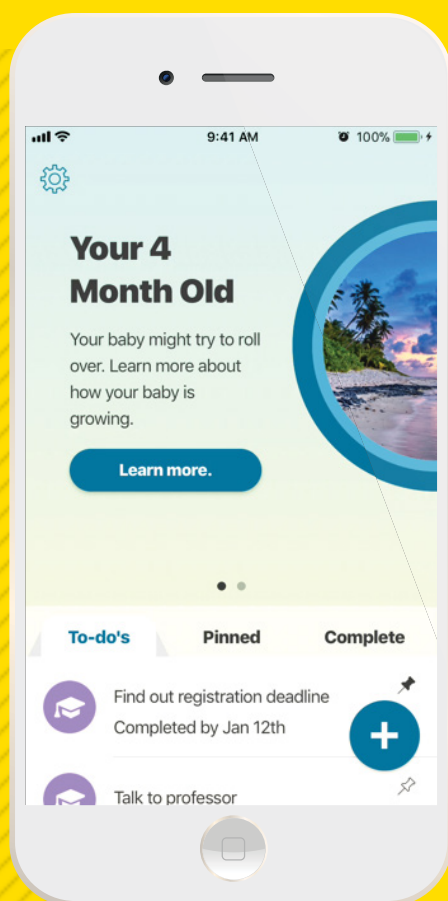 9:41 AM
100%
Your 4
Month Old
Your baby might try to roll
over. Learn more about
how your baby is
growing.
Learn more.
To-do's Pinned Complete
Find out registration deadline
Completed by Jan 12th
Talk to professor